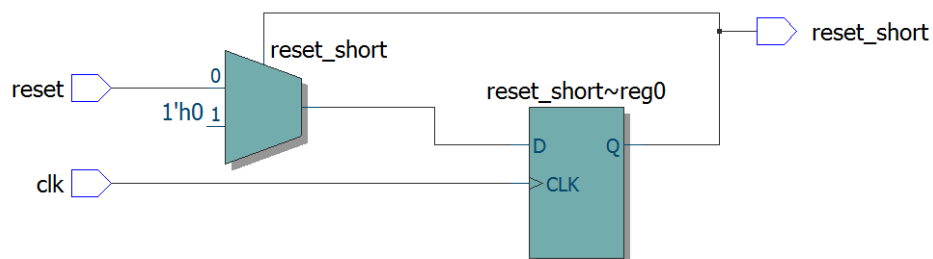 reset_short
reset_short
reset
0
1'h0
1
reset_short~reg0
D
Q
clk
CLK